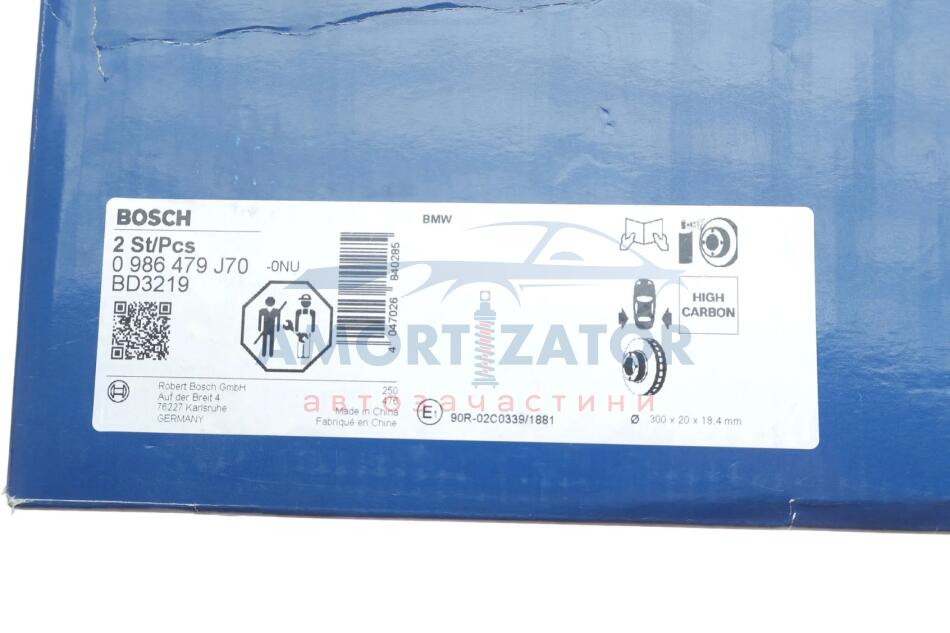 BOSCH
BMW
2 St/Pcs
0 986 479 J70 -0NU
BD3219
4 047026 840285
HIGH
CARBON
AMORTIZATOR
автозапчастини
Robert Bosch GmbH
Auf der Breit 4
76227 Karlsruhe
GERMANY
250
476
Made in China
Fabriqué en Chine
E1 90R-02C0339/1881
Ø 300 x 20 x 18.4 mm